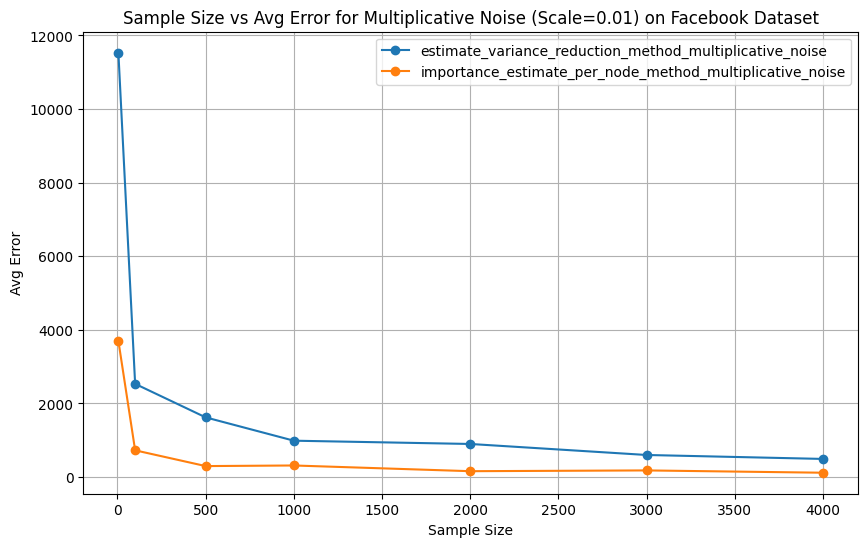 Sample Size vs Avg Error for Multiplicative Noise (Scale=0.01) on Facebook Dataset
estimate_variance_reduction_method_multiplicative_noise
importance_estimate_per_node_method_multiplicative_noise
Avg Error
12000
10000
8000
6000
4000
2000
0
0 500 1000 1500 2000 2500 3000 3500 4000
Sample Size